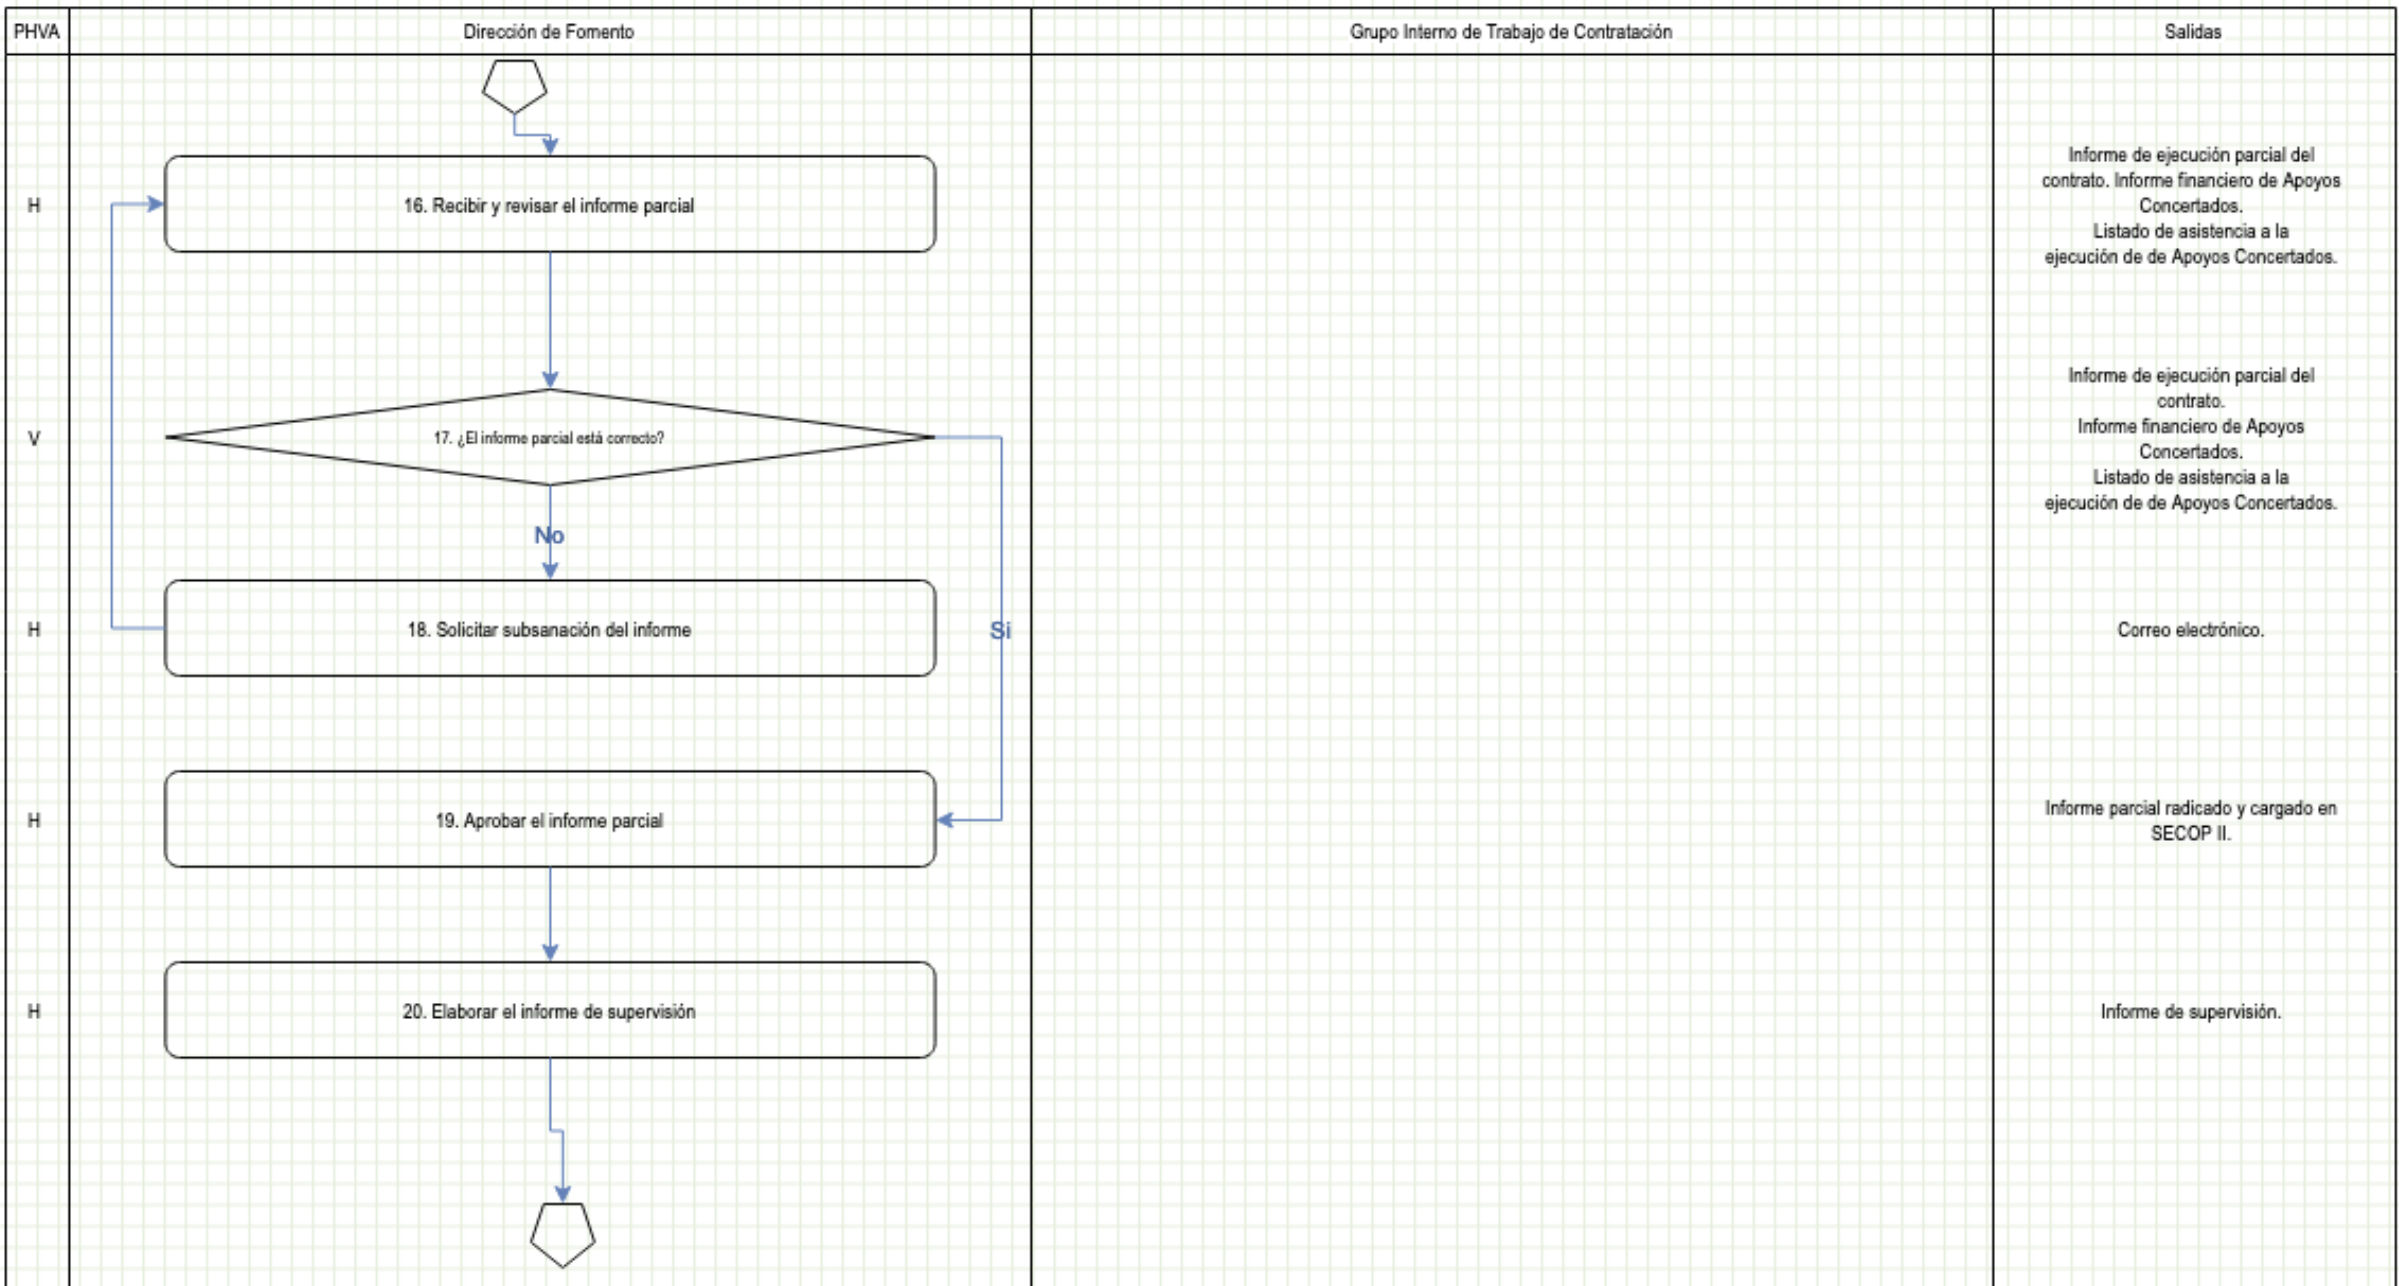 PHVA
Dirección de Fomento
Grupo Interno de Trabajo de Contratación
Salidas
H
16. Recibir y revisar el informe parcial
Informe de ejecución parcial del
contrato. Informe financiero de Apoyos
Concertados.
Listado de asistencia a la
ejecución de de Apoyos Concertados.
V
17. ¿El informe parcial está correcto?
Informe de ejecución parcial del
contrato.
Informe financiero de Apoyos
Concertados.
Listado de asistencia a la
ejecución de de Apoyos Concertados.
No
H
18. Solicitar subsanación del informe
Si
Correo electrónico.
H
19. Aprobar el informe parcial
Informe parcial radicado y cargado en
SECOP II.
H
20. Elaborar el informe de supervisión
Informe de supervisión.